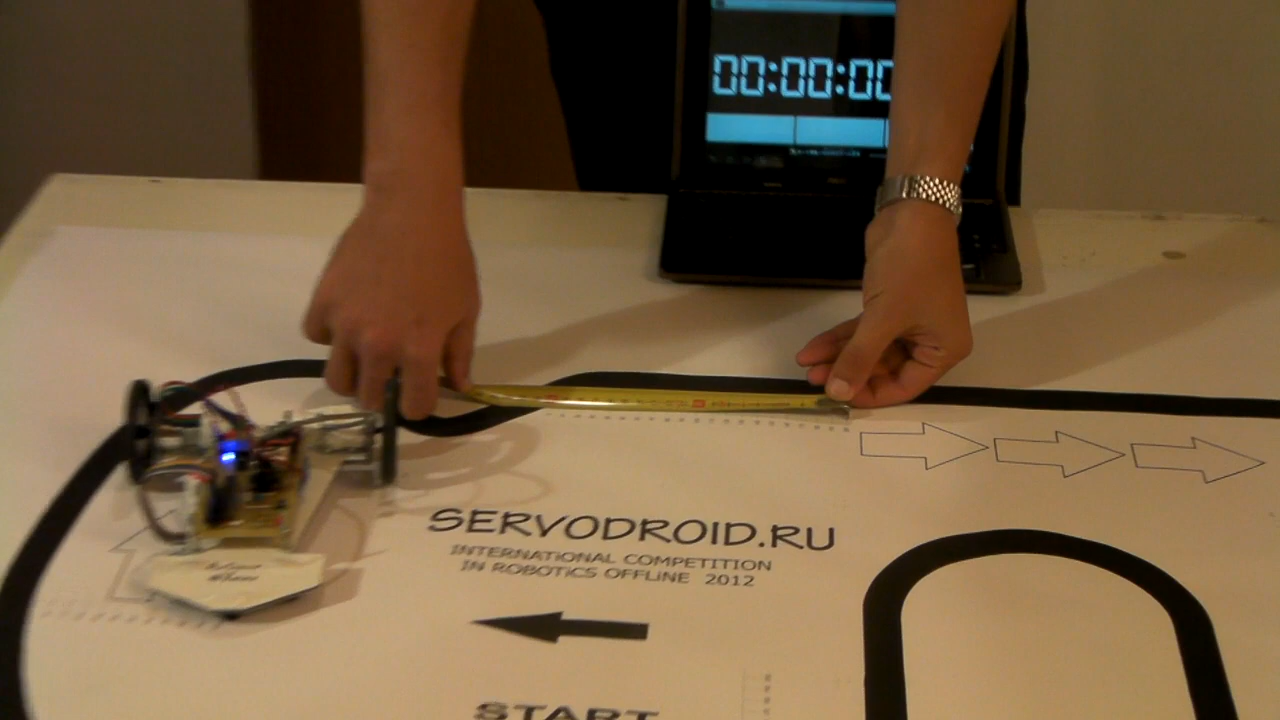 00:00:00
SERVODROID.RU
INTERNATIONAL COMPETITION
IN ROBOTICS OFFLINE 2012
START